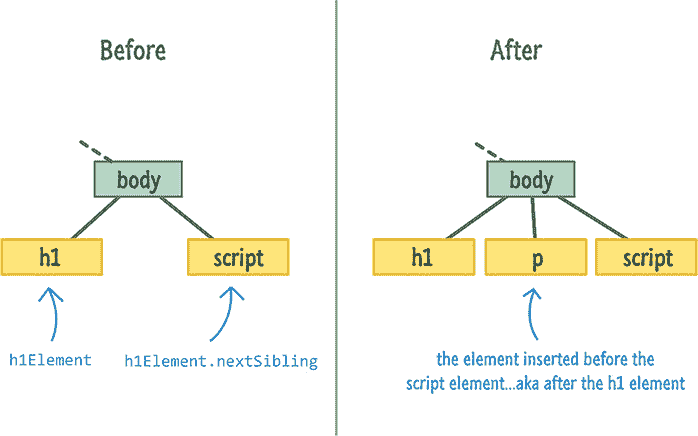 Before
body
h1
script
h1Element
h1Element.nextSibling
After
body
h1
p
script
the element inserted before the
script element...aka after the h1 element